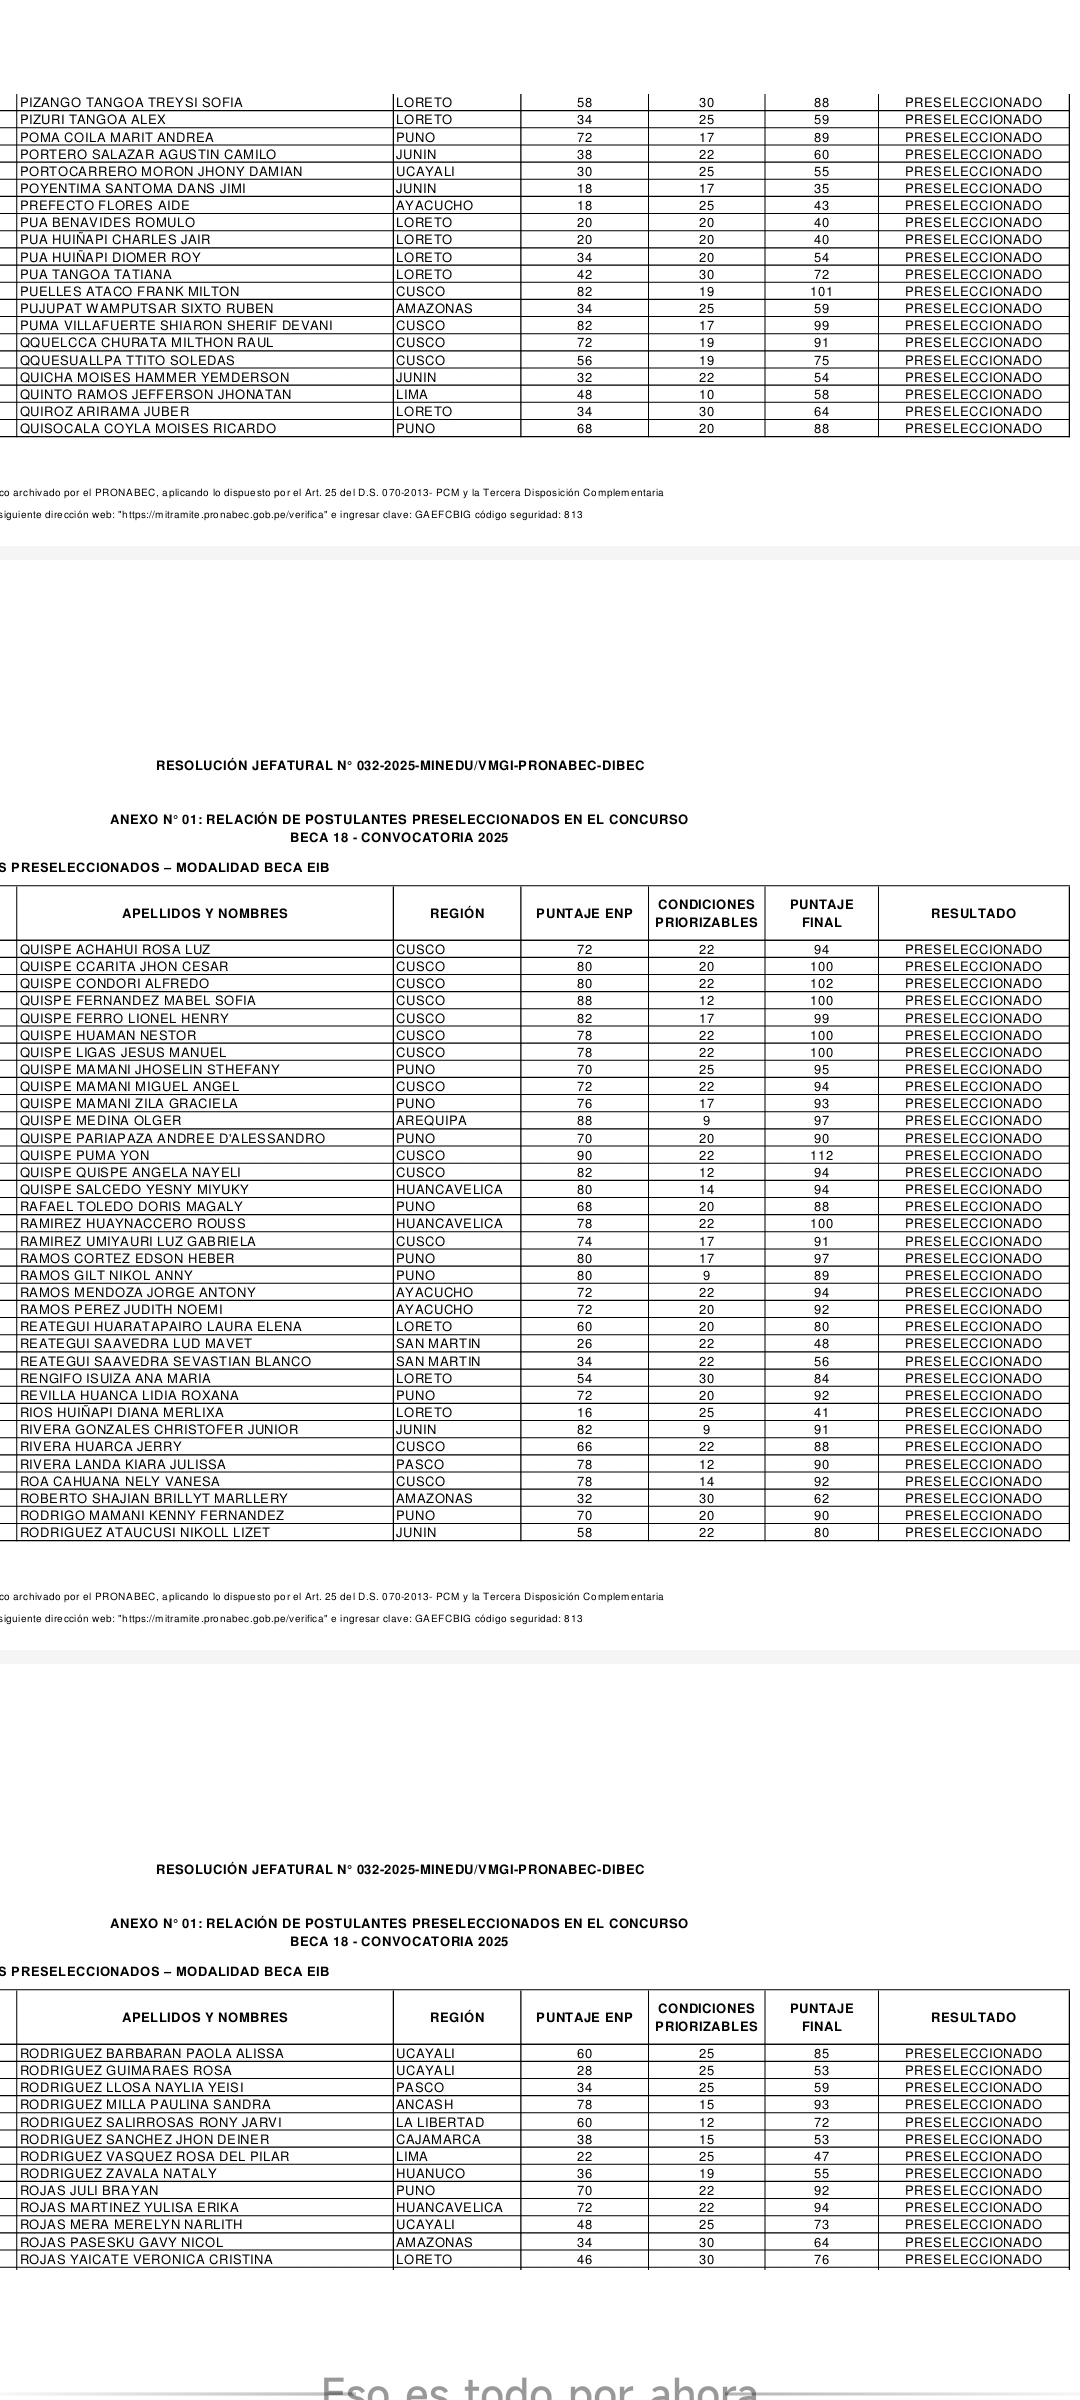 PIZANGO TANGOA TREYSI SOFIA LORETO 58 30 88 PRESELECCIONADO
PIZURI TANGOA ALEX LORETO 34 25 59 PRESELECCIONADO
POMA COILA MARIT ANDREA PUNO 72 17 89 PRESELECCIONADO
PORTERO SALAZAR AGUSTIN CAMILO JUNIN 38 22 60 PRESELECCIONADO
PORTOCARRERO MORON JHONY DAMIAN UCAYALI 30 25 55 PRESELECCIONADO
POYENTIMA SANTOMA DANS JIMI JUNIN 18 17 35 PRESELECCIONADO
PREFECTO FLORES AIDE AYACUCHO 18 25 43 PRESELECCIONADO
PUA BENAVIDES ROMULO LORETO 20 20 40 PRESELECCIONADO
PUA HUIÑAPI CHARLES JAIR LORETO 20 20 40 PRESELECCIONADO
PUA HUIÑAPI DIOMER ROY LORETO 34 20 54 PRESELECCIONADO
PUA TANGOA TATIANA LORETO 42 30 72 PRESELECCIONADO
PUELLES ATACO FRANK MILTON CUSCO 82 19 101 PRESELECCIONADO
PUJUPAT WAMPUTSAR SIXTO RUBEN AMAZONAS 34 25 59 PRESELECCIONADO
PUMA VILLAFUERTE SHIARON SHERIF DEVANI CUSCO 82 17 99 PRESELECCIONADO
QQUELCCA CHURATA MILTHON RAUL CUSCO 72 19 91 PRESELECCIONADO
QQUESUALLPA TTITO SOLEDAS CUSCO 56 19 75 PRESELECCIONADO
QUICHA MOISES HAMMER YEMDERSON JUNIN 32 22 54 PRESELECCIONADO
QUINTO RAMOS JEFFERSON JHONATAN LIMA 48 10 58 PRESELECCIONADO
QUIROZ ARIRAMA JUBER LORETO 34 30 64 PRESELECCIONADO
QUISOCALA COYLA MOISES RICARDO PUNO 68 20 88 PRESELECCIONADO
co archivado por el PRONABEC, aplicando lo dispuesto por el Art. 25 del D.S. 070-2013- PCM y la Tercera Disposición Complementaria
siguiente dirección web: "https://mitramite.pronabec.gob.pe/verifica" e ingresar clave: GAEFCBIG código seguridad: 813
RESOLUCIÓN JEFATURAL N° 032-2025-MINEDU/VMGI-PRONABEC-DIBEC
ANEXO N° 01: RELACIÓN DE POSTULANTES PRESELECCIONADOS EN EL CONCURSO
BECA 18 - CONVOCATORIA 2025
S PRESELECCIONADOS – MODALIDAD BECA EIB
APELLIDOS Y NOMBRES REGIÓN PUNTAJE ENP CONDICIONES PRIORIZABLES PUNTAJE FINAL RESULTADO
QUISPE ACHAHUI ROSA LUZ CUSCO 72 22 94 PRESELECCIONADO
QUISPE CCARITA JHON CESAR CUSCO 80 20 100 PRESELECCIONADO
QUISPE CONDORI ALFREDO CUSCO 80 22 102 PRESELECCIONADO
QUISPE FERNANDEZ MABEL SOFIA CUSCO 88 12 100 PRESELECCIONADO
QUISPE FERRO LIONEL HENRY CUSCO 82 17 99 PRESELECCIONADO
QUISPE HUAMAN NESTOR CUSCO 78 22 100 PRESELECCIONADO
QUISPE LIGAS JESUS MANUEL CUSCO 78 22 100 PRESELECCIONADO
QUISPE MAMANI JHOSELIN STHEFANY PUNO 70 25 95 PRESELECCIONADO
QUISPE MAMANI MIGUEL ANGEL CUSCO 72 22 94 PRESELECCIONADO
QUISPE MAMANI ZILA GRACIELA PUNO 76 17 93 PRESELECCIONADO
QUISPE MEDINA OLGER AREQUIPA 88 9 97 PRESELECCIONADO
QUISPE PARIAPAZA ANDREE D'ALESSANDRO PUNO 70 20 90 PRESELECCIONADO
QUISPE PUMA YON CUSCO 90 22 112 PRESELECCIONADO
QUISPE QUISPE ANGELA NAYELI CUSCO 82 12 94 PRESELECCIONADO
QUISPE SALCEDO YESNY MIYUKY HUANCAVELICA 80 14 94 PRESELECCIONADO
RAFAEL TOLEDO DORIS MAGALY PUNO 68 20 88 PRESELECCIONADO
RAMIREZ HUAYNACCERO ROUSS HUANCAVELICA 78 22 100 PRESELECCIONADO
RAMIREZ UMIYAURI LUZ GABRIELA CUSCO 74 17 91 PRESELECCIONADO
RAMOS CORTEZ EDSON HEBER PUNO 80 17 97 PRESELECCIONADO
RAMOS GILT NIKOL ANNY PUNO 80 9 89 PRESELECCIONADO
RAMOS MENDOZA JORGE ANTONY AYACUCHO 72 22 94 PRESELECCIONADO
RAMOS PEREZ JUDITH NOEMI AYACUCHO 72 20 92 PRESELECCIONADO
REATEGUI HUARATAPAIRO LAURA ELENA LORETO 60 20 80 PRESELECCIONADO
REATEGUI SAAVEDRA LUD MAVET SAN MARTIN 26 22 48 PRESELECCIONADO
REATEGUI SAAVEDRA SEVASTIAN BLANCO SAN MARTIN 34 22 56 PRESELECCIONADO
RENGIFO ISUIZA ANA MARIA LORETO 54 30 84 PRESELECCIONADO
REVILLA HUANCA LIDIA ROXANA PUNO 72 20 92 PRESELECCIONADO
RIOS HUIÑAPI DIANA MERLIXA LORETO 16 25 41 PRESELECCIONADO
RIVERA GONZALES CHRISTOFER JUNIOR JUNIN 82 9 91 PRESELECCIONADO
RIVERA HUARCA JERRY CUSCO 66 22 88 PRESELECCIONADO
RIVERA LANDA KIARA JULISSA PASCO 78 12 90 PRESELECCIONADO
ROA CAHUANA NELY VANESA CUSCO 78 14 92 PRESELECCIONADO
ROBERTO SHAJIAN BRILLYT MARLLERY AMAZONAS 32 30 62 PRESELECCIONADO
RODRIGO MAMANI KENNY FERNANDEZ PUNO 70 20 90 PRESELECCIONADO
RODRIGUEZ ATAUCUSI NIKOLL LIZET JUNIN 58 22 80 PRESELECCIONADO
co archivado por el PRONABEC, aplicando lo dispuesto por el Art. 25 del D.S. 070-2013- PCM y la Tercera Disposición Complementaria
siguiente dirección web: "https://mitramite.pronabec.gob.pe/verifica" e ingresar clave: GAEFCBIG código seguridad: 813
RESOLUCIÓN JEFATURAL N° 032-2025-MINEDU/VMGI-PRONABEC-DIBEC
ANEXO N° 01: RELACIÓN DE POSTULANTES PRESELECCIONADOS EN EL CONCURSO
BECA 18 - CONVOCATORIA 2025
S PRESELECCIONADOS – MODALIDAD BECA EIB
APELLIDOS Y NOMBRES REGIÓN PUNTAJE ENP CONDICIONES PRIORIZABLES PUNTAJE FINAL RESULTADO
RODRIGUEZ BARBARAN PAOLA ALISSA UCAYALI 60 25 85 PRESELECCIONADO
RODRIGUEZ GUIMARAES ROSA UCAYALI 28 25 53 PRESELECCIONADO
RODRIGUEZ LLOSA NAYLIA YEISI PASCO 34 25 59 PRESELECCIONADO
RODRIGUEZ MILLA PAULINA SANDRA ANCASH 78 15 93 PRESELECCIONADO
RODRIGUEZ SALIRROSAS RONY JARVI LA LIBERTAD 60 12 72 PRESELECCIONADO
RODRIGUEZ SANCHEZ JHON DEINER CAJAMARCA 38 15 53 PRESELECCIONADO
RODRIGUEZ VASQUEZ ROSA DEL PILAR LIMA 22 25 47 PRESELECCIONADO
RODRIGUEZ ZAVALA NATALY HUANUCO 36 19 55 PRESELECCIONADO
ROJAS JULI BRAYAN PUNO 70 22 92 PRESELECCIONADO
ROJAS MARTINEZ YULISA ERIKA HUANCAVELICA 72 22 94 PRESELECCIONADO
ROJAS MERA MERELYN NARLITH UCAYALI 48 25 73 PRESELECCIONADO
ROJAS PASESKU GAVY NICOL AMAZONAS 34 30 64 PRESELECCIONADO
ROJAS YAICATE VERONICA CRISTINA LORETO 46 30 76 PRESELECCIONADO
Eso es todo por ahora